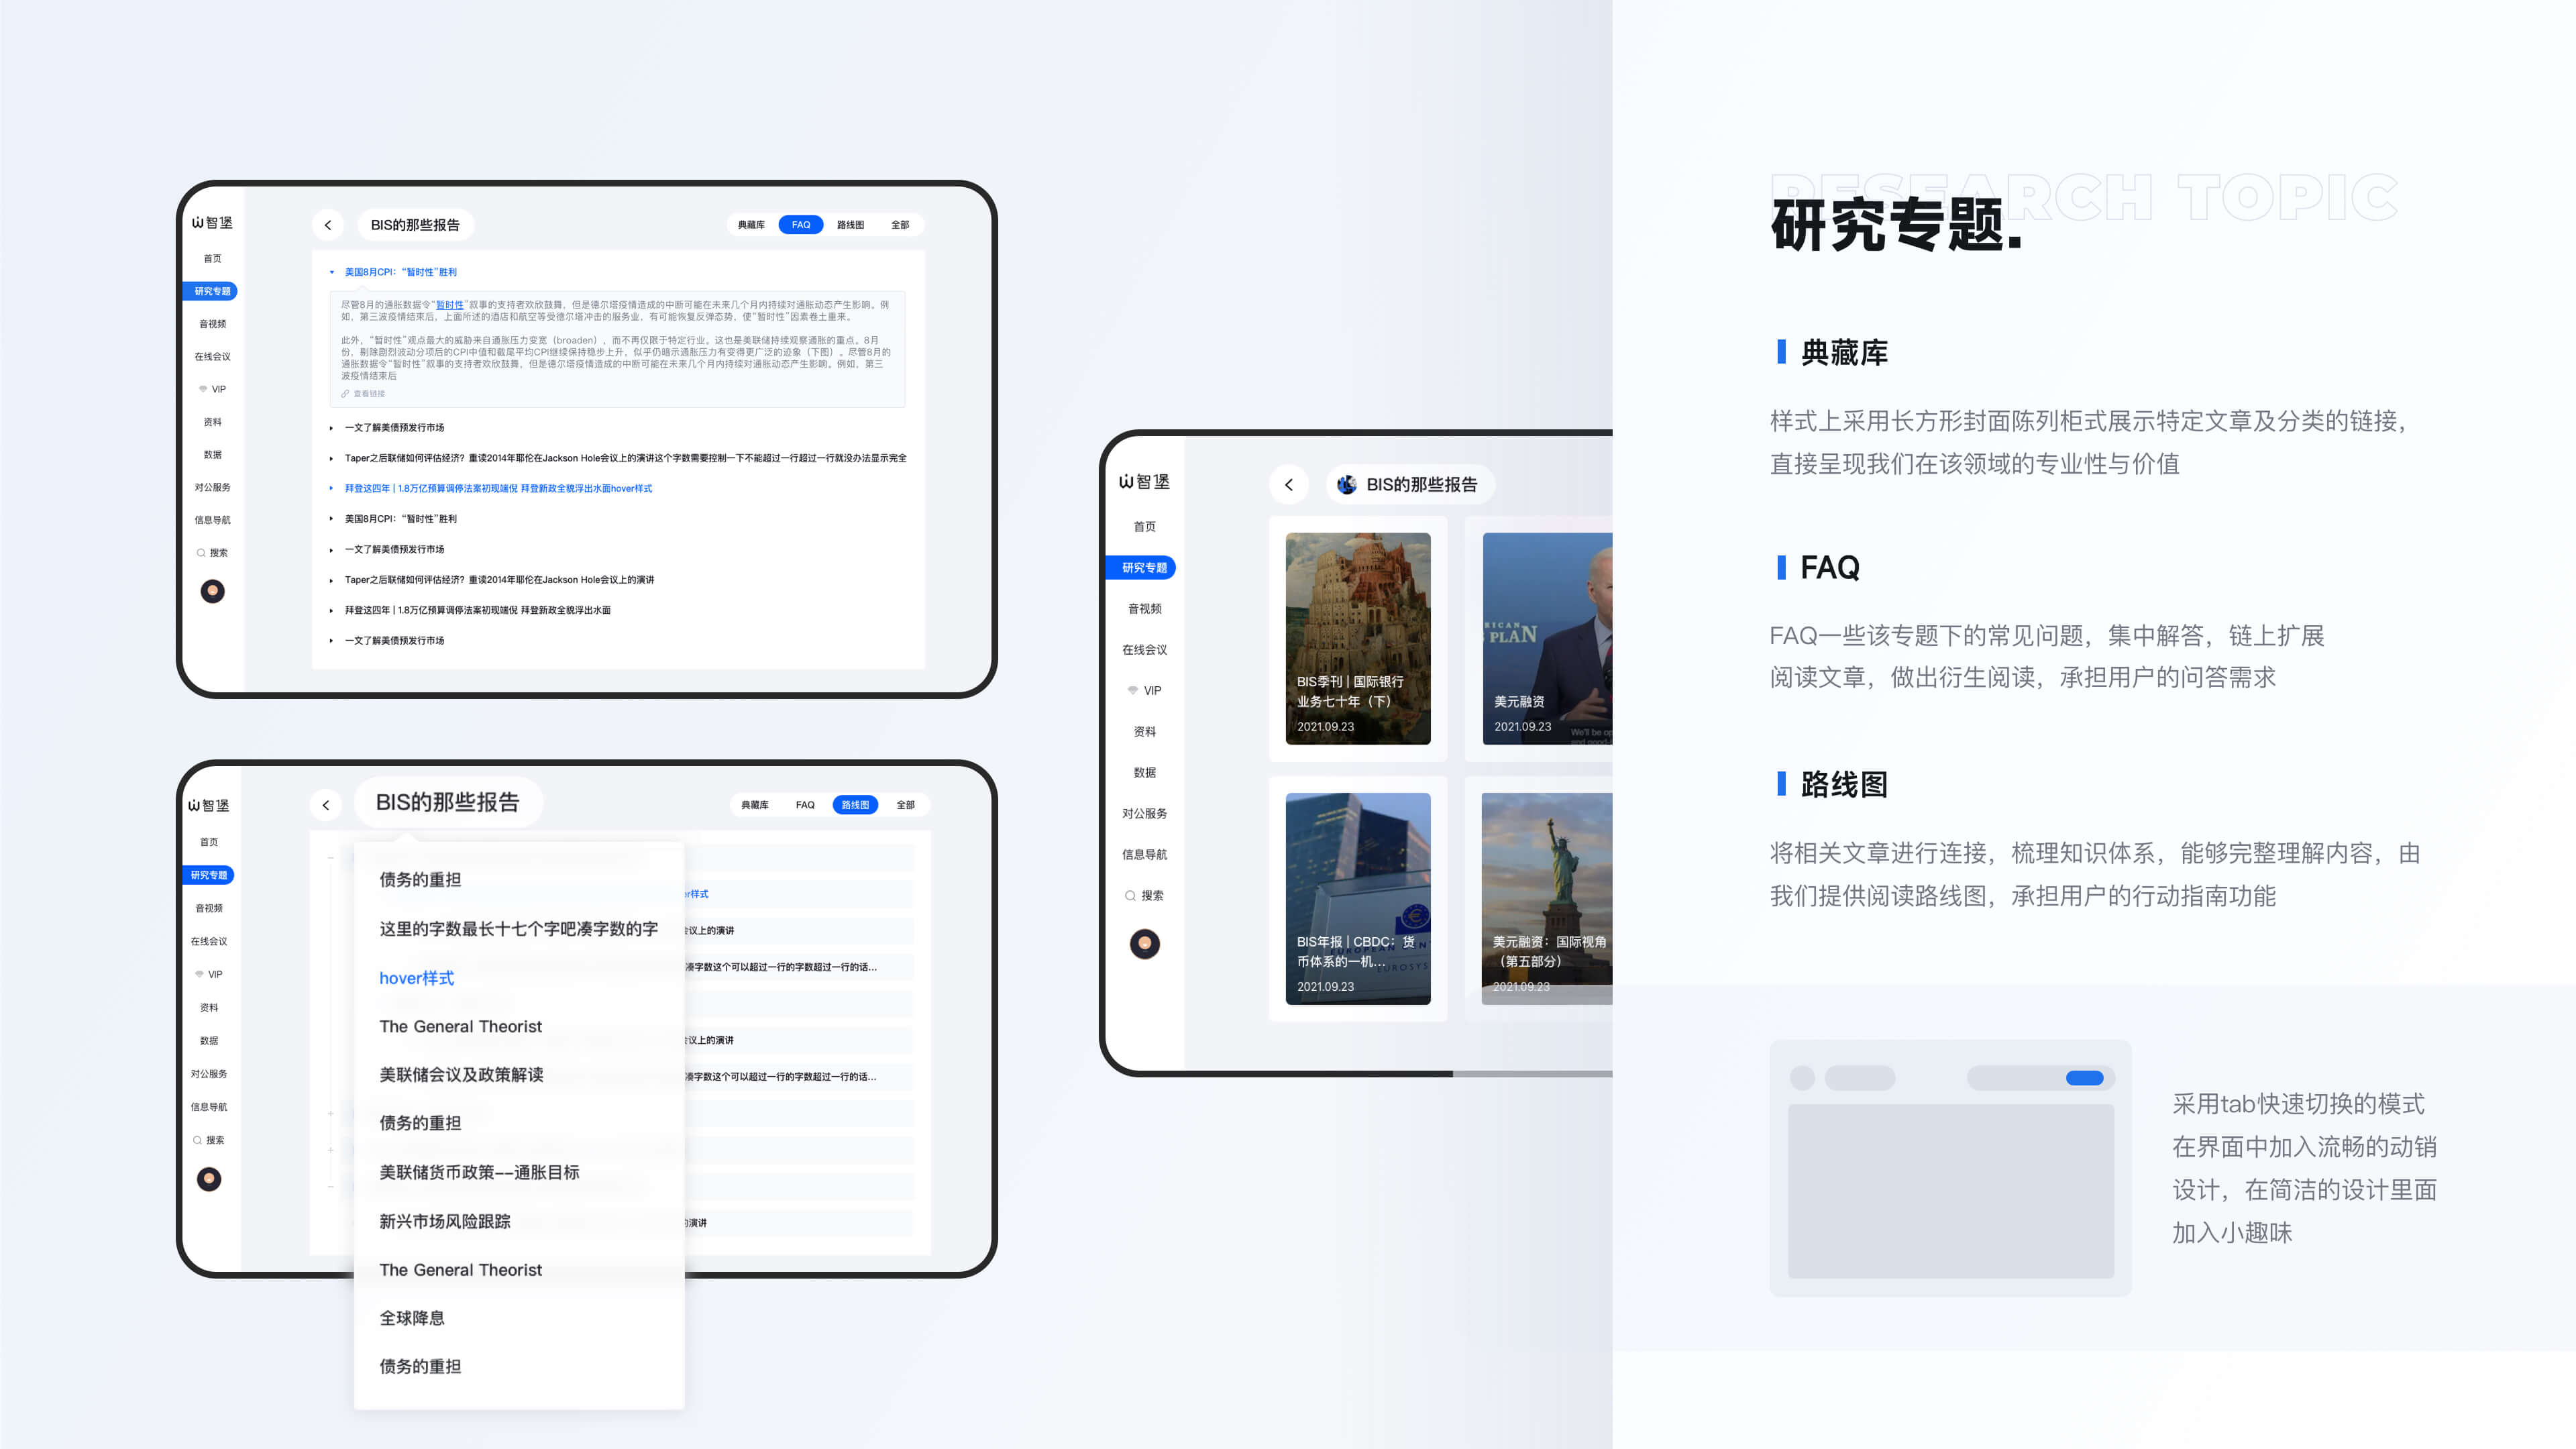 智堡
首页
研究专题
音视频
在线会议
VIP
资料
数据
对公服务
信息导航
搜索
BIS的那些报告
典藏库
FAQ
路线图
全部
美国8月CPI：“暂时性”胜利
尽管8月的通胀数据令“暂时性”叙事的支持者欢欣鼓舞，但是德尔塔疫情造成的中断可能在未来几个月内持续对通胀动态产生影响。例
如，第三波疫情结束后，上面所述的酒店和航空等受德尔塔冲击的服务业，有可能恢复反弹态势，使“暂时性”因素卷土重来。
此外，“暂时性”观点最大的威胁来自通胀压力变宽（broaden），而不再仅限于特定行业。这也是美联储持续观察通胀的重点。8月
份，剔除剧烈波动分项后的CPI中值和截尾平均CPI继续保持稳步上升，似乎仍暗示通胀压力有变得更广泛的迹象（下图）。尽管8月的
通胀数据令“暂时性”叙事的支持者欢欣鼓舞，但是德尔塔疫情造成的中断可能在未来几个月内持续对通胀动态产生影响。例如，第三
波疫情结束后
查看链接
一文了解美债预发行市场
Taper之后联储如何评估经济？重读2014年耶伦在Jackson Hole会议上的演讲这个字数需要控制一下不能超过一行超过一行就没办法显示完全
拜登这四年 | 1.8万亿预算调停法案初现端倪 拜登新政全貌浮出水面hover样式
美国8月CPI：“暂时性”胜利
一文了解美债预发行市场
Taper之后联储如何评估经济？重读2014年耶伦在Jackson Hole会议上的演讲
拜登这四年 | 1.8万亿预算调停法案初现端倪 拜登新政全貌浮出水面
一文了解美债预发行市场
智堡
首页
研究专题
音视频
在线会议
VIP
资料
数据
对公服务
信息导航
搜索
BIS的那些报告
典藏库
FAQ
路线图
全部
债务的重担
这里的字数最长十七个字吧凑字数的字
hover样式
The General Theorist
美联储会议及政策解读
债务的重担
美联储货币政策——通胀目标
新兴市场风险跟踪
The General Theorist
全球降息
债务的重担
er样式
会议上的演讲
凑字数这个可以超过一行的字数超过一行的话...
会议上的演讲
凑字数这个可以超过一行的字数超过一行的话...
的演讲
智堡
首页
研究专题
音视频
在线会议
VIP
资料
数据
对公服务
信息导航
搜索
BIS的那些报告
BIS季刊 | 国际银行
业务七十年（下）
2021.09.23
RICAN
PLAN
美元融资
2021.09.23
We'll be
BIS年报 | CBDC：货
币体系的一机...
2021.09.23
EUROSYS
美元融资：国际视角
（第五部分）
2021.09.23
RESEARCH TOPIC
研究专题.
典藏库
样式上采用长方形封面陈列柜式展示特定文章及分类的链接，
直接呈现我们在该领域的专业性与价值
FAQ
FAQ一些该专题下的常见问题，集中解答，链上扩展
阅读文章，做出衍生阅读，承担用户的问答需求
路线图
将相关文章进行连接，梳理知识体系，能够完整理解内容，由
我们提供阅读路线图，承担用户的行动指南功能
采用tab快速切换的模式
在界面中加入流畅的动销
设计，在简洁的设计里面
加入小趣味